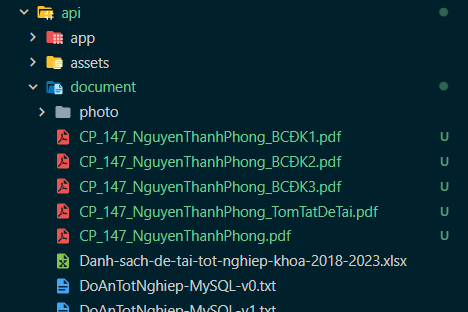 api
app
assets
document
photo
CP_147_NguyenThanhPhong_BCĐK1.pdf U
CP_147_NguyenThanhPhong_BCĐK2.pdf U
CP_147_NguyenThanhPhong_BCĐK3.pdf U
CP_147_NguyenThanhPhong_TomTatDeTai.pdf U
CP_147_NguyenThanhPhong.pdf U
Danh-sach-de-tai-tot-nghiep-khoa-2018-2023.xlsx
DoAnTotNghiep-MySQL-v0.txt
DoAnTotNghiep-MySQL-v1.txt